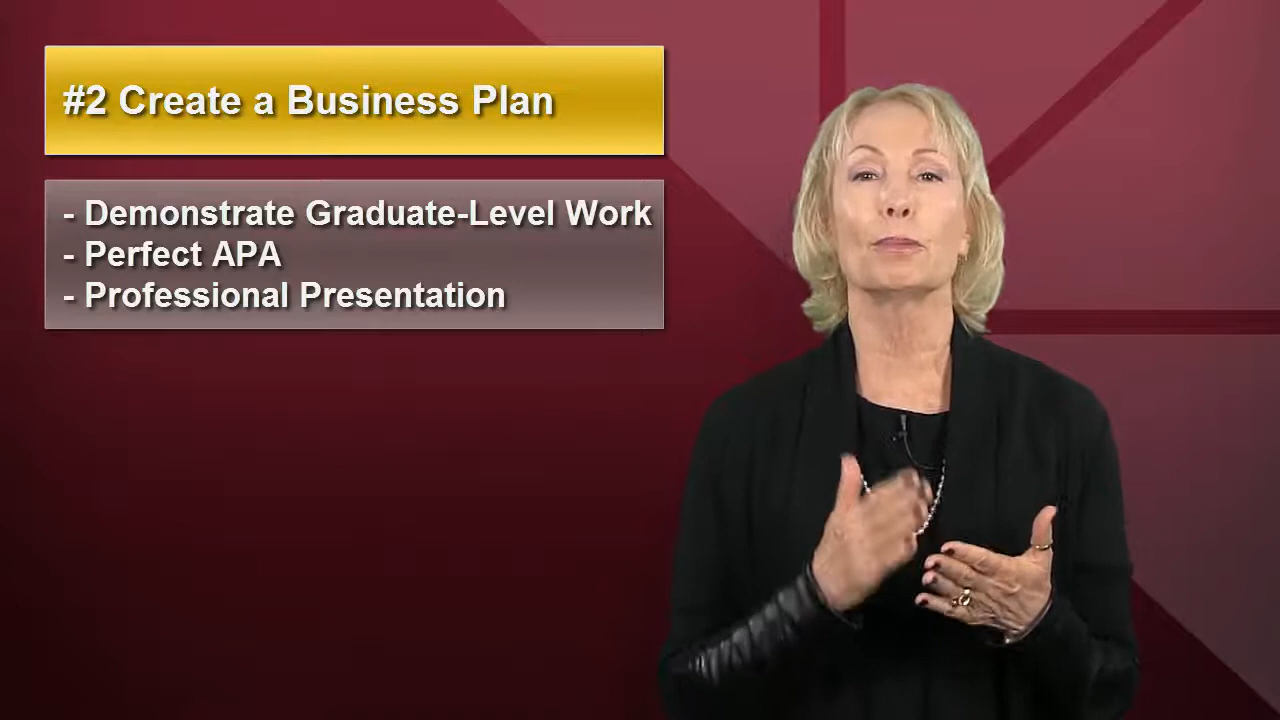 #2 Create a Business Plan
- Demonstrate Graduate-Level Work
- Perfect APA
- Professional Presentation